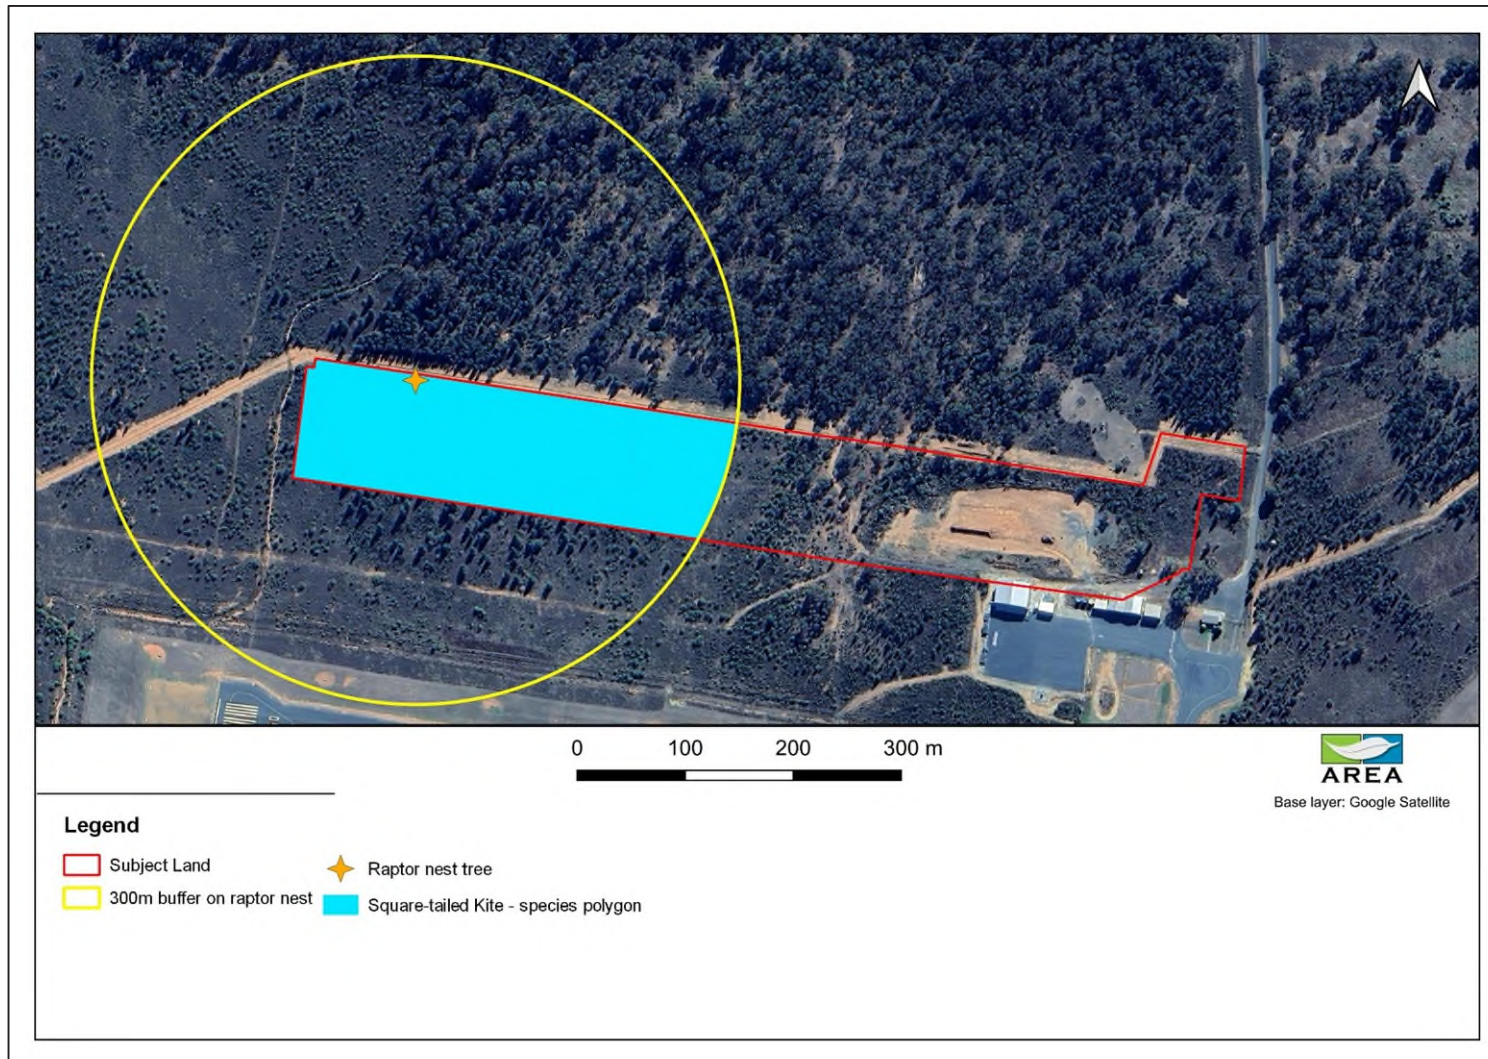 0 100 200 300 m
AREA
Base layer: Google Satellite
Legend
Subject Land
Raptor nest tree
300m buffer on raptor nest
Square-tailed Kite - species polygon